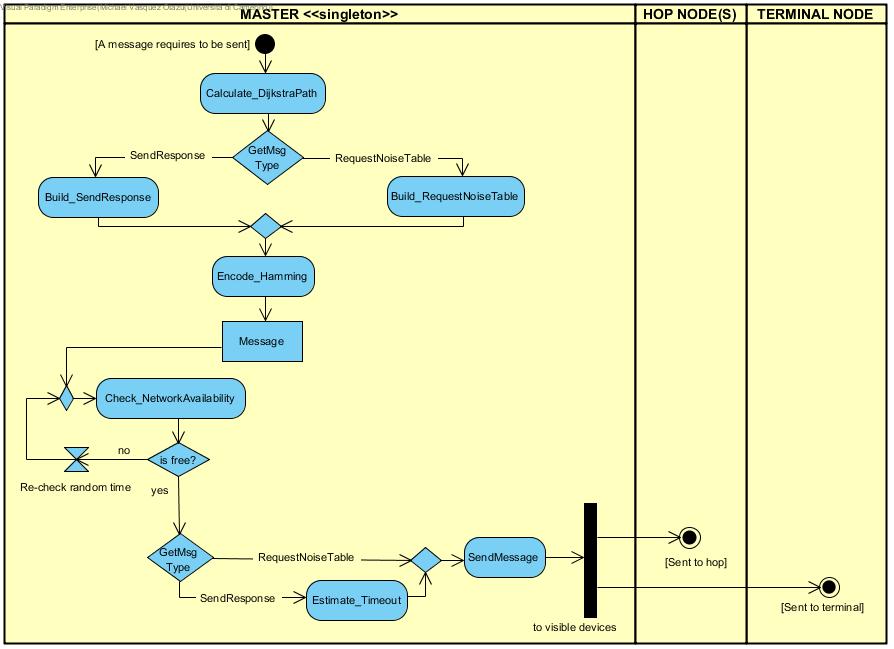 Visual Paradigm Enterprise(Michael Vasquez Otazu(Universita di Camerino))
MASTER <<singleton>>
HOP NODE(S)
TERMINAL NODE
[A message requires to be sent]
Calculate_DijkstraPath
GetMsg
Type
SendResponse
RequestNoiseTable
Build_SendResponse
Build_RequestNoiseTable
Encode_Hamming
Message
Check_NetworkAvailability
is free?
no
Re-check random time
yes
GetMsg
Type
RequestNoiseTable
SendMessage
SendResponse
Estimate_Timeout
[Sent to hop]
[Sent to terminal]
to visible devices